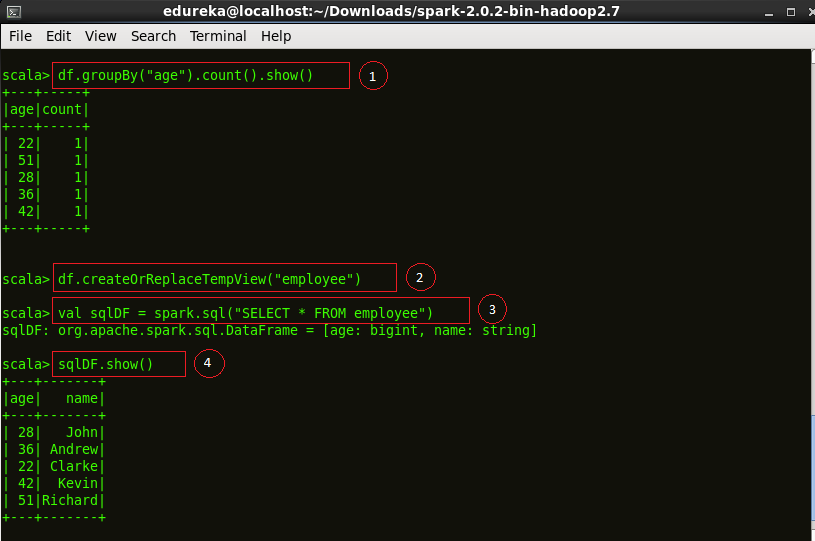 edureka@localhost:~/Downloads/spark-2.0.2-bin-hadoop2.7
File Edit View Search Terminal Help
scala> df.groupBy("age").count().show() 1
+---+-----+
|age|count|
+---+-----+
| 22|    1|
| 51|    1|
| 28|    1|
| 36|    1|
| 42|    1|
+---+-----+
scala> df.createOrReplaceTempView("employee") 2
scala> val sqlDF = spark.sql("SELECT * FROM employee") 3
sqlDF: org.apache.spark.sql.DataFrame = [age: bigint, name: string]
scala> sqlDF.show() 4
+---+-------+
|age|   name|
+---+-------+
| 28|   John|
| 36| Andrew|
| 22| Clarke|
| 42|  Kevin|
| 51|Richard|
+---+-------+